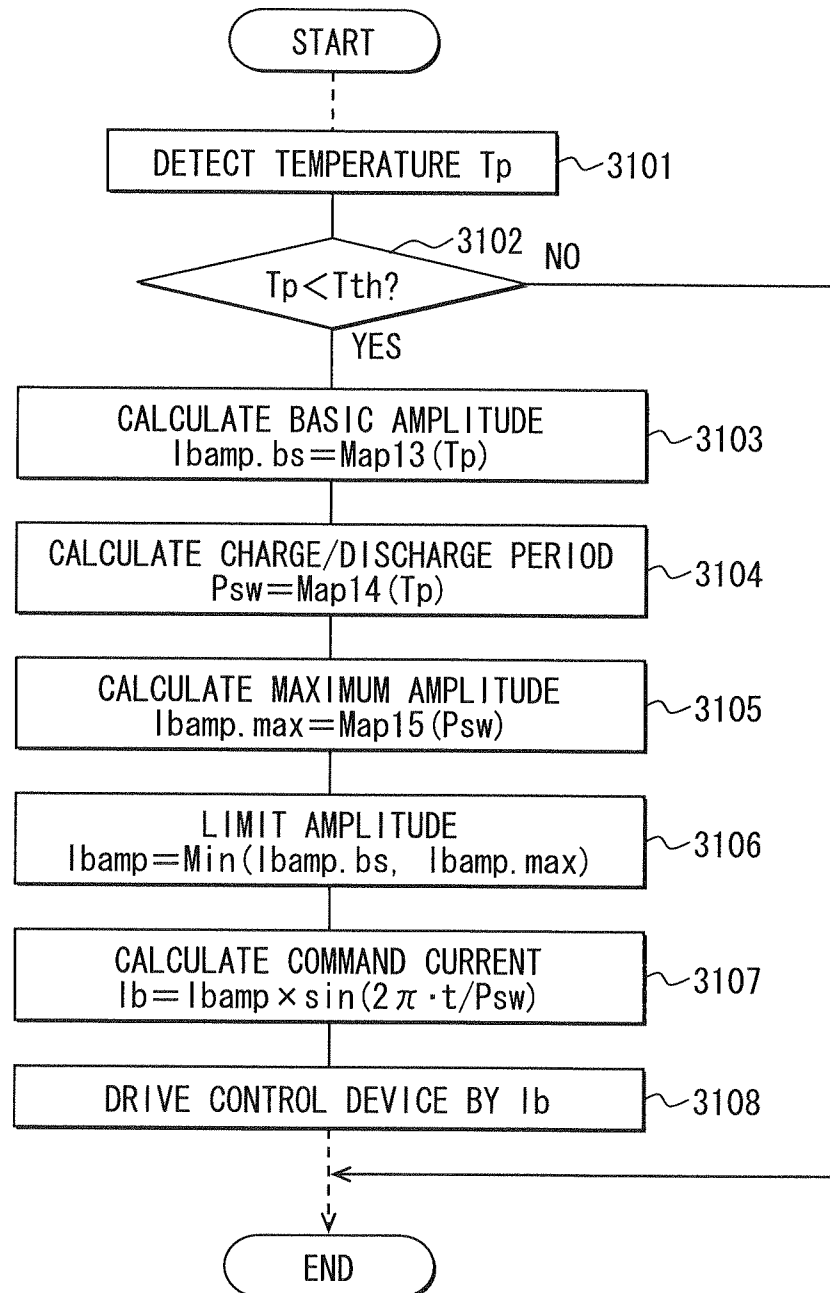 START
DETECT TEMPERATURE Tp
3101
3102
Tp<Tth?
NO
YES
CALCULATE BASIC AMPLITUDE
Ibamp.bs=Map13(Tp)
3103
CALCULATE CHARGE/DISCHARGE PERIOD
Psw=Map14(Tp)
3104
CALCULATE MAXIMUM AMPLITUDE
Ibamp.max=Map15(Psw)
3105
LIMIT AMPLITUDE
Ibamp=Min(Ibamp.bs, Ibamp.max)
3106
CALCULATE COMMAND CURRENT
Ib=Ibamp×sin(2π·t/Psw)
3107
DRIVE CONTROL DEVICE BY Ib
3108
END